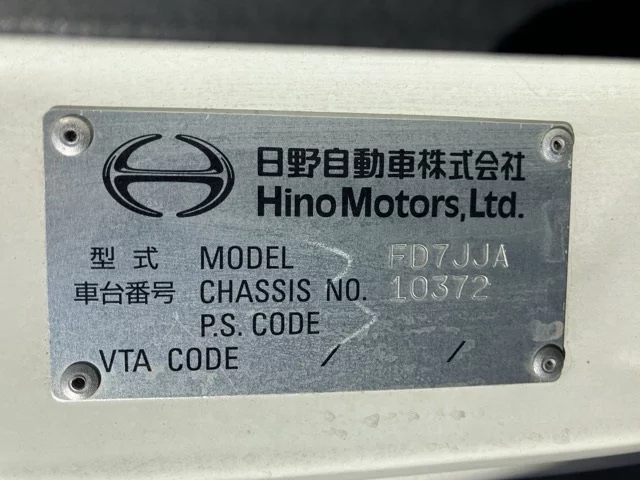 日野自動車株式会社
Hino Motors, Ltd.
型式 MODEL FD7JJA
車台番号 CHASSIS NO. 10372
P.S. CODE
VTA CODE / /